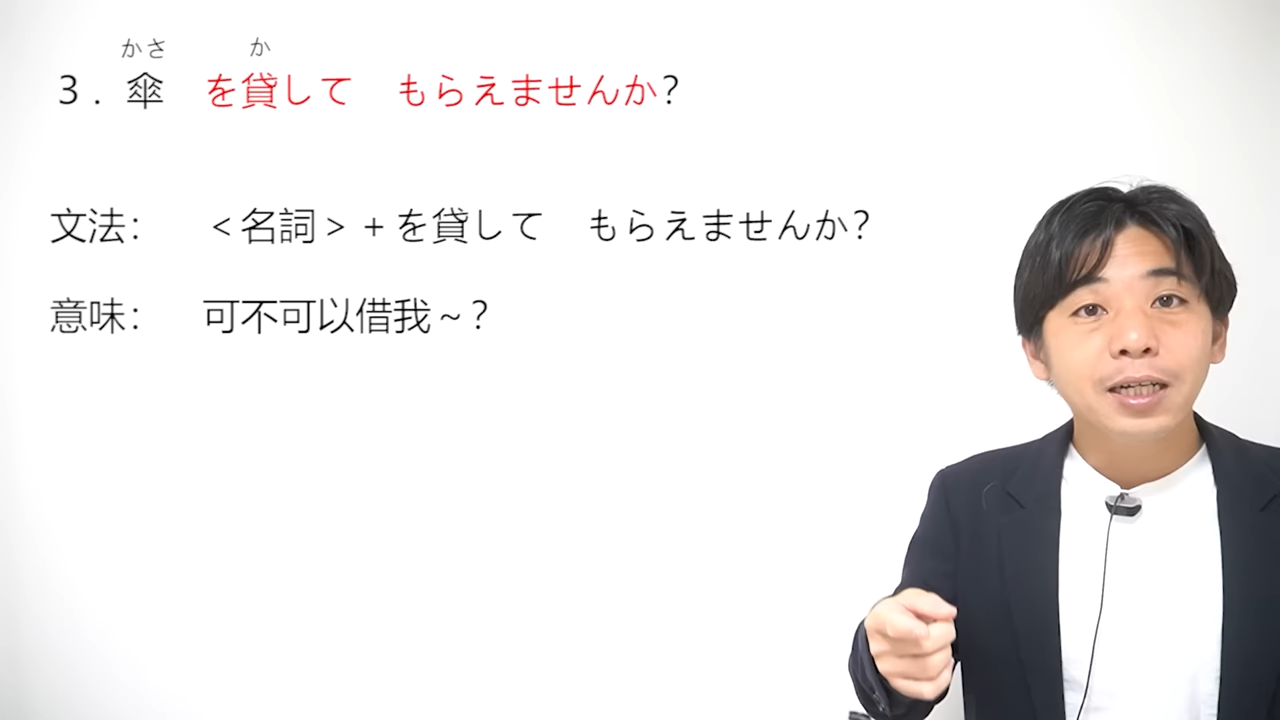 かさ か
3． 傘 を貸して もらえませんか？
文法： ＜名詞＞＋を貸して もらえませんか？
意味： 可不可以借我～？